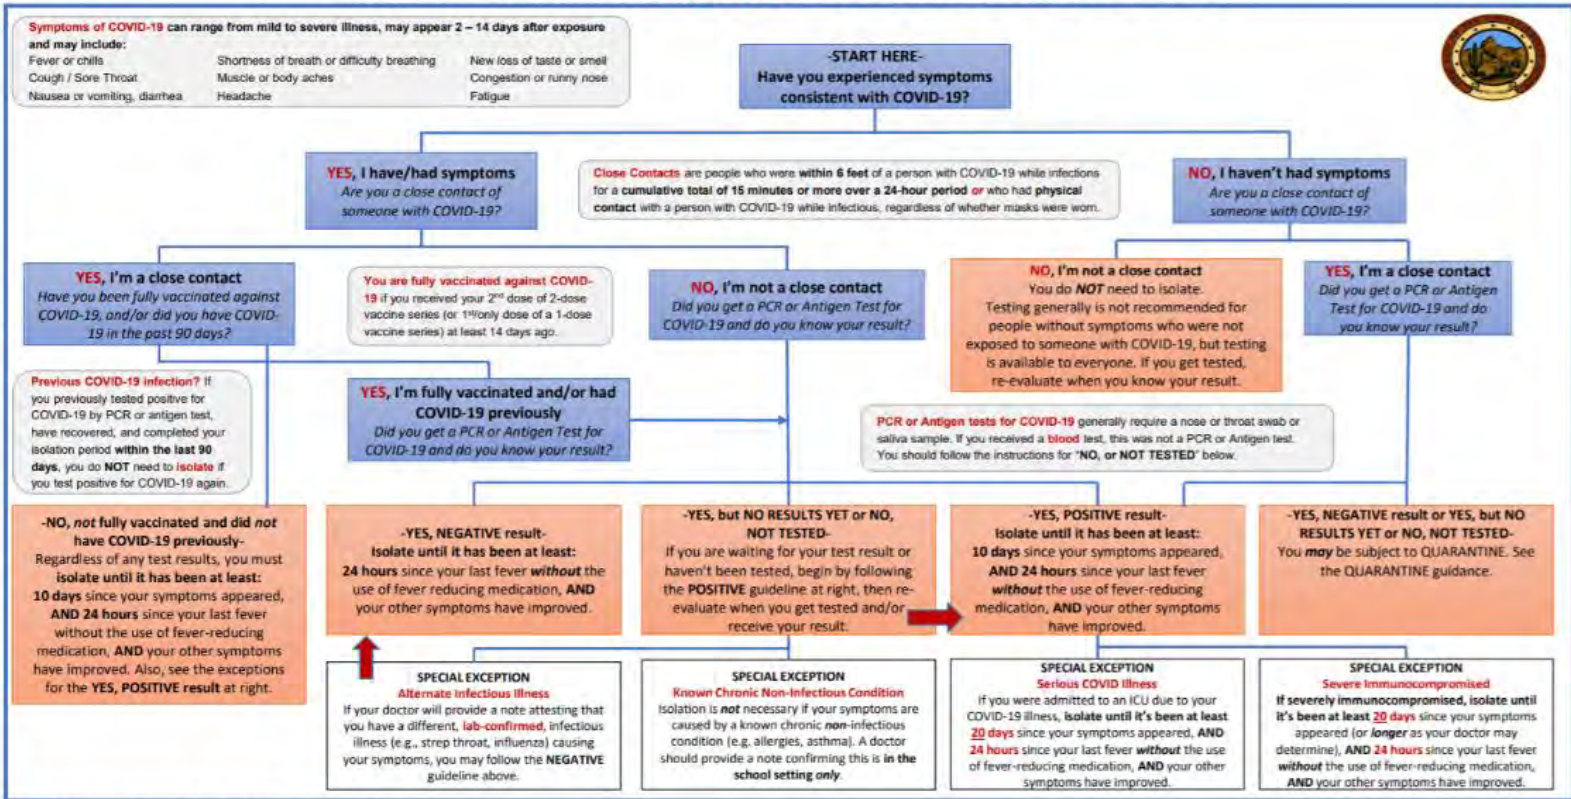 Symptoms of COVID-19 can range from mild to severe illness, may appear 2 – 14 days after exposure
and may include:
Fever or chills Shortness of breath or difficulty breathing New loss of taste or smell
Cough / Sore Throat Muscle or body aches Congestion or runny nose
Nausea or vomiting, diarrhea Headache Fatigue
-START HERE-
Have you experienced symptoms
consistent with COVID-19?
YES, I have/had symptoms
Are you a close contact of
someone with COVID-19?
Close Contacts are people who were within 6 feet of a person with COVID-19 while infections
for a cumulative total of 15 minutes or more over a 24-hour period or who had physical
contact with a person with COVID-19 while infectious, regardless of whether masks were worn.
NO, I haven't had symptoms
Are you a close contact of
someone with COVID-19?
YES, I'm a close contact
Have you been fully vaccinated against
COVID-19, and/or did you have COVID-
19 in the past 90 days?
You are fully vaccinated against COVID-
19 if you received your 2nd dose of 2-dose
vaccine series (or 1st/only dose of a 1-dose
vaccine series) at least 14 days ago.
NO, I'm not a close contact
Did you get a PCR or Antigen Test for
COVID-19 and do you know your result?
NO, I'm not a close contact
You do NOT need to isolate.
Testing generally is not recommended for
people without symptoms who were not
exposed to someone with COVID-19, but testing
is available to everyone. If you get tested,
re-evaluate when you know your result.
YES, I'm a close contact
Did you get a PCR or Antigen
Test for COVID-19 and do
you know your result?
Previous COVID-19 infection? If
you previously tested positive for
COVID-19 by PCR or antigen test,
have recovered, and completed your
isolation period within the last 90
days, you do NOT need to isolate if
you test positive for COVID-19 again.
YES, I'm fully vaccinated and/or had
COVID-19 previously
Did you get a PCR or Antigen Test for
COVID-19 and do you know your result?
PCR or Antigen tests for COVID-19 generally require a nose or throat swab or
saliva sample. If you received a blood test, this was not a PCR or Antigen test.
You should follow the instructions for "NO, or NOT TESTED" below.
-NO, not fully vaccinated and did not
have COVID-19 previously-
Regardless of any test results, you must
isolate until it has been at least:
10 days since your symptoms appeared,
AND 24 hours since your last fever
without the use of fever-reducing
medication, AND your other symptoms
have improved. Also, see the exceptions
for the YES, POSITIVE result at right.
-YES, NEGATIVE result-
Isolate until it has been at least:
24 hours since your last fever without the
use of fever reducing medication, AND
your other symptoms have improved.
-YES, but NO RESULTS YET or NO,
NOT TESTED-
If you are waiting for your test result or
haven't been tested, begin by following
the POSITIVE guideline at right, then re-
evaluate when you get tested and/or
receive your result.
-YES, POSITIVE result-
Isolate until it has been at least:
10 days since your symptoms appeared,
AND 24 hours since your last fever
without the use of fever-reducing
medication, AND your other symptoms
have improved.
-YES, NEGATIVE result or YES, but NO
RESULTS YET or NO, NOT TESTED-
You may be subject to QUARANTINE. See
the QUARANTINE guidance.
SPECIAL EXCEPTION
Alternate Infectious Illness
If your doctor will provide a note attesting that
you have a different, lab-confirmed, infectious
illness (e.g., strep throat, influenza) causing
your symptoms, you may follow the NEGATIVE
guideline above.
SPECIAL EXCEPTION
Known Chronic Non-Infectious Condition
Isolation is not necessary if your symptoms are
caused by a known chronic non-infectious
condition (e.g. allergies, asthma). A doctor
should provide a note confirming this is in the
school setting only.
SPECIAL EXCEPTION
Serious COVID Illness
If you were admitted to an ICU due to your
COVID-19 illness, isolate until it's been at least
20 days since your symptoms appeared, AND
24 hours since your last fever without the use
of fever-reducing medication, AND your other
symptoms have improved.
SPECIAL EXCEPTION
Severe Immunocompromised
If severely immunocompromised, isolate until
it's been at least 20 days since your symptoms
appeared (or longer as your doctor may
determine), AND 24 hours since your last fever
without the use of fever-reducing medication,
AND your other symptoms have improved.